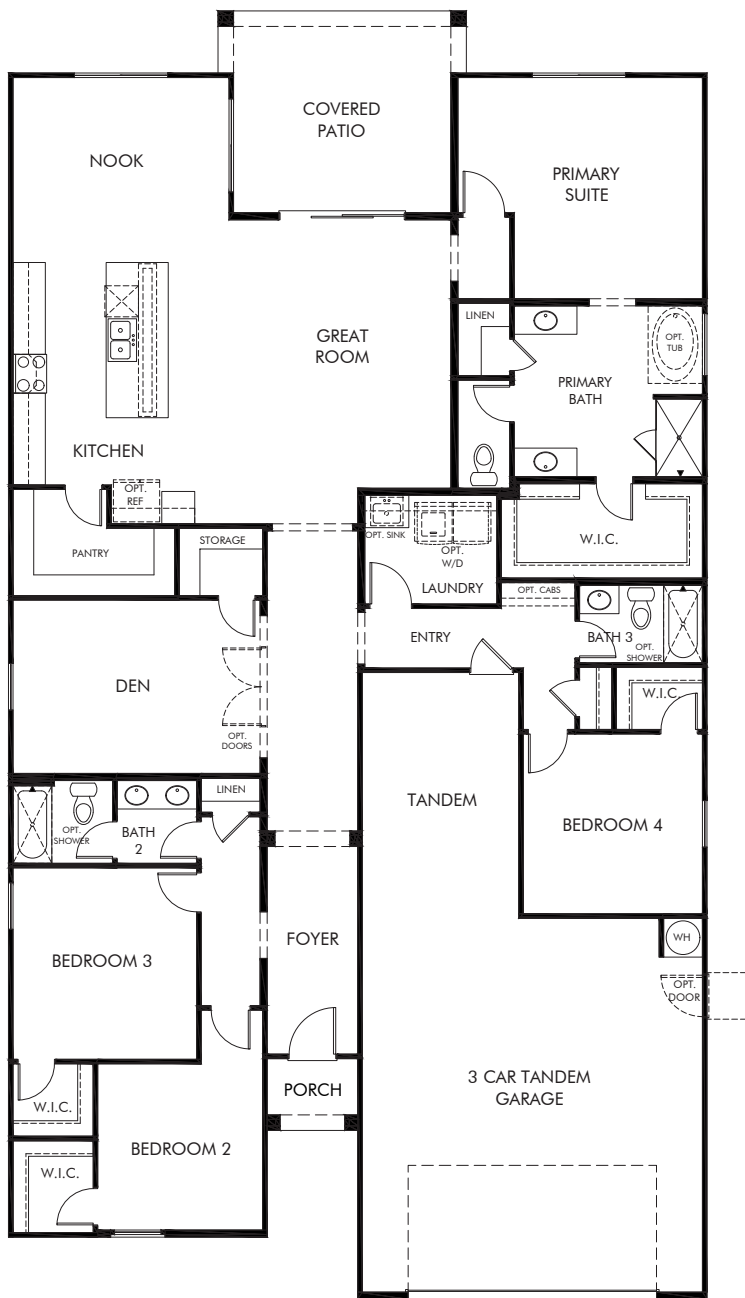 COVERED
PATIO
NOOK
PRIMARY
SUITE
LINEN
OPT.
TUB
GREAT
ROOM
PRIMARY
BATH
KITCHEN
OPT.
REF
PANTRY
STORAGE
OPT. SINK
OPT.
W/D
LAUNDRY
W.I.C.
OPT. CABS
ENTRY
BATH 3
OPT.
SHOWER
W.I.C.
DEN
OPT.
DOORS
LINEN
OPT.
SHOWER
BATH
2
TANDEM
BEDROOM 4
BEDROOM 3
FOYER
WH
OPT.
DOOR
W.I.C.
PORCH
3 CAR TANDEM
GARAGE
BEDROOM 2
W.I.C.